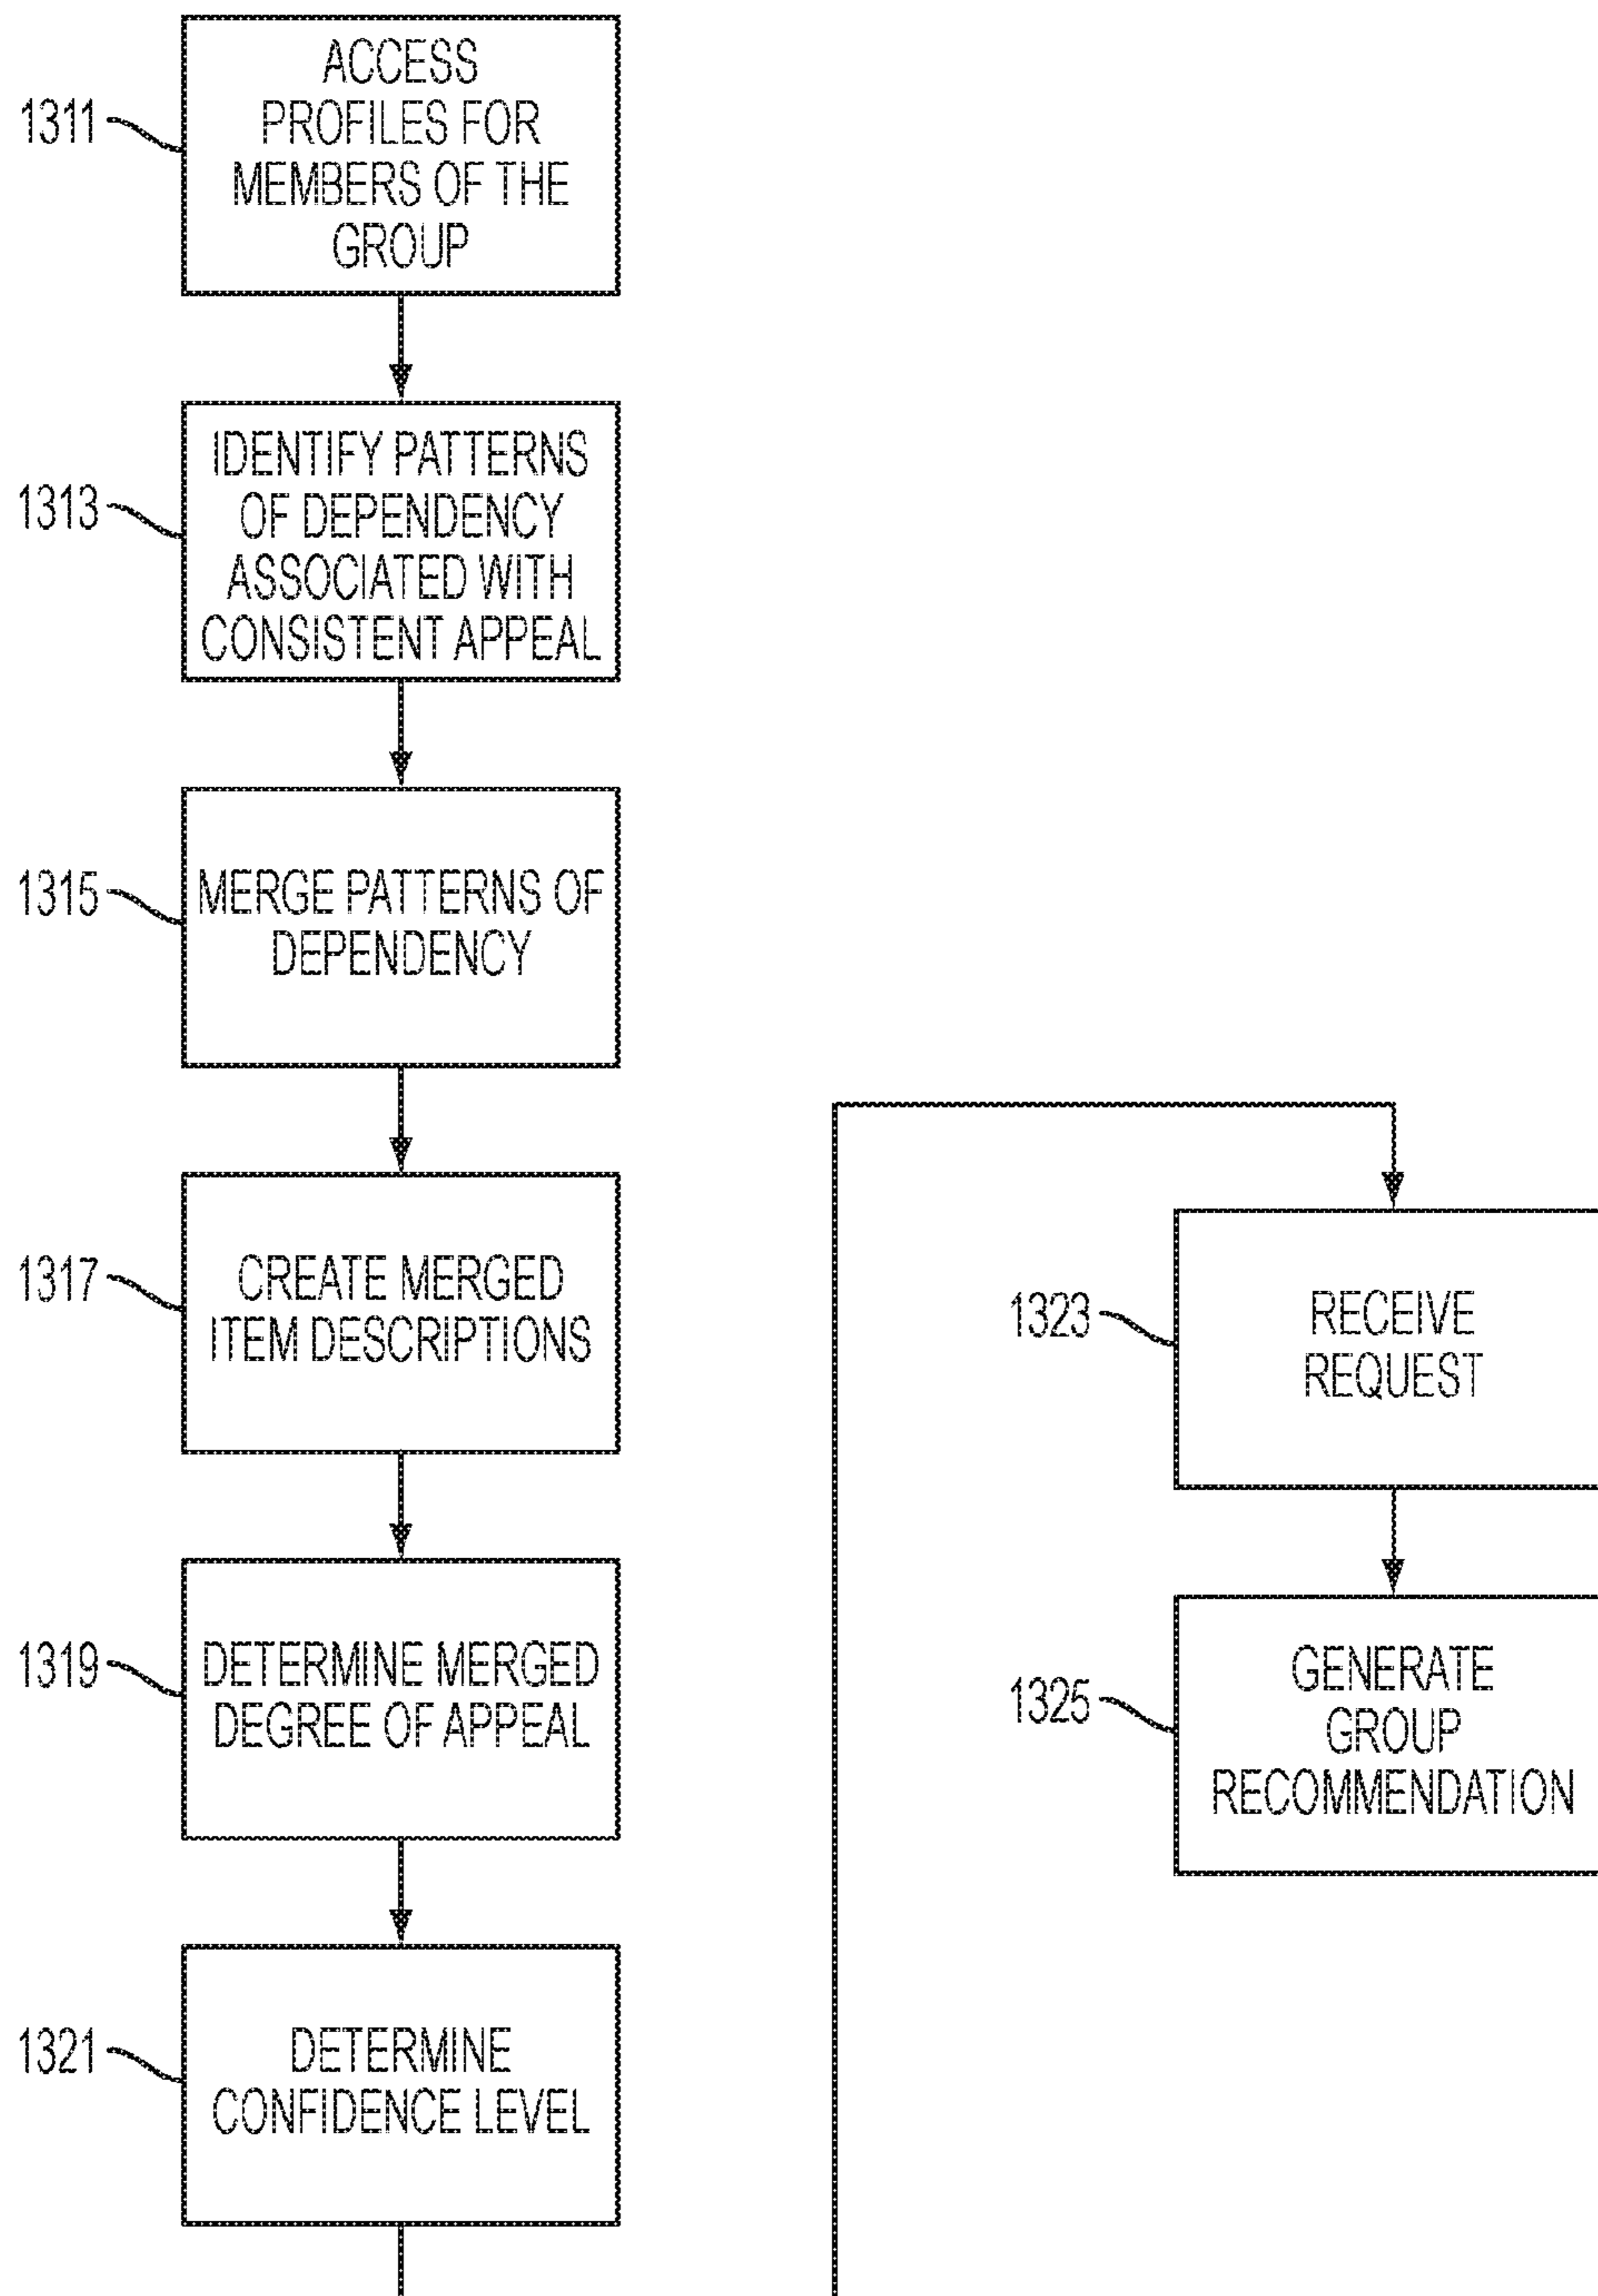 1311
ACCESS
PROFILES FOR
MEMBERS OF THE
GROUP
1313
IDENTIFY PATTERNS
OF DEPENDENCY
ASSOCIATED WITH
CONSISTENT APPEAL
1315
MERGE PATTERNS OF
DEPENDENCY
1317
CREATE MERGED
ITEM DESCRIPTIONS
1319
DETERMINE MERGED
DEGREE OF APPEAL
1321
DETERMINE
CONFIDENCE LEVEL
1323
RECEIVE
REQUEST
1325
GENERATE
GROUP
RECOMMENDATION